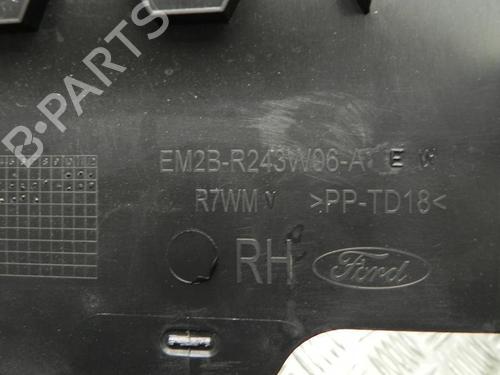 B-PARTS
EM2B-R243W06-A E W
R7WM V >PP-TD18<
RH Ford